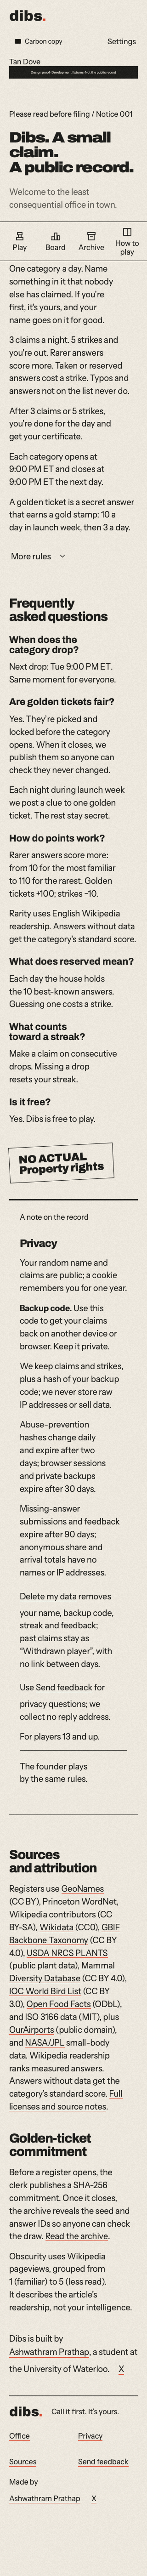 dibs.
Carbon copy
Settings
Tan Dove
Design proof. Development fixtures. Not the public record
Please read before filing / Notice 001
Dibs. A small
claim.
A public record.
Welcome to the least
consequential office in town.
Play
Board
Archive
How to
play
One category a day. Name
something in it that nobody
else has claimed. If you're
first, it's yours, and your
name goes on it for good.
3 claims a night. 5 strikes and
you're out. Rarer answers
score more. Taken or reserved
answers cost a strike. Typos and
answers not on the list never do.
After 3 claims or 5 strikes,
you're done for the day and
get your certificate.
Each category opens at
9:00 PM ET and closes at
9:00 PM ET the next day.
A golden ticket is a secret answer
that earns a gold stamp: 10 a
day in launch week, then 3 a day.
More rules
Frequently
asked questions
When does the
category drop?
Next drop: Tue 9:00 PM ET.
Same moment for everyone.
Are golden tickets fair?
Yes. They're picked and
locked before the category
opens. When it closes, we
publish them so anyone can
check they never changed.
Each night during launch week
we post a clue to one golden
ticket. The rest stay secret.
How do points work?
Rarer answers score more:
from 10 for the most familiar
to 110 for the rarest. Golden
tickets +100; strikes −10.
Rarity uses English Wikipedia
readership. Answers without data
get the category's standard score.
What does reserved mean?
Each day the house holds
the 10 best-known answers.
Guessing one costs a strike.
What counts
toward a streak?
Make a claim on consecutive
drops. Missing a drop
resets your streak.
Is it free?
Yes. Dibs is free to play.
NO ACTUAL
Property rights
A note on the record
Privacy
Your random name and
claims are public; a cookie
remembers you for one year.
Backup code. Use this
code to get your claims
back on another device or
browser. Keep it private.
We keep claims and strikes,
plus a hash of your backup
code; we never store raw
IP addresses or sell data.
Abuse-prevention
hashes change daily
and expire after two
days; browser sessions
and private backups
expire after 30 days.
Missing-answer
submissions and feedback
expire after 90 days;
anonymous share and
arrival totals have no
names or IP addresses.
Delete my data removes
your name, backup code,
streak and feedback;
past claims stay as
“Withdrawn player”, with
no link between days.
Use Send feedback for
privacy questions; we
collect no reply address.
For players 13 and up.
The founder plays
by the same rules.
Sources
and attribution
Registers use GeoNames
(CC BY), Princeton WordNet,
Wikipedia contributors (CC
BY-SA), Wikidata (CC0), GBIF
Backbone Taxonomy (CC BY
4.0), USDA NRCS PLANTS
(public plant data), Mammal
Diversity Database (CC BY 4.0),
IOC World Bird List (CC BY
3.0), Open Food Facts (ODbL),
and ISO 3166 data (MIT), plus
OurAirports (public domain),
and NASA/JPL small-body
data. Wikipedia readership
ranks measured answers.
Answers without data get the
category's standard score. Full
licenses and source notes.
Golden-ticket
commitment
Before a register opens, the
clerk publishes a SHA-256
commitment. Once it closes,
the archive reveals the seed and
answer IDs so anyone can check
the draw. Read the archive.
Obscurity uses Wikipedia
pageviews, grouped from
1 (familiar) to 5 (less read).
It describes the article's
readership, not your intelligence.
Dibs is built by
Ashwathram Prathap, a student at
the University of Waterloo. X
dibs.
Call it first. It's yours.
Office
Privacy
Sources
Send feedback
Made by
Ashwathram Prathap X